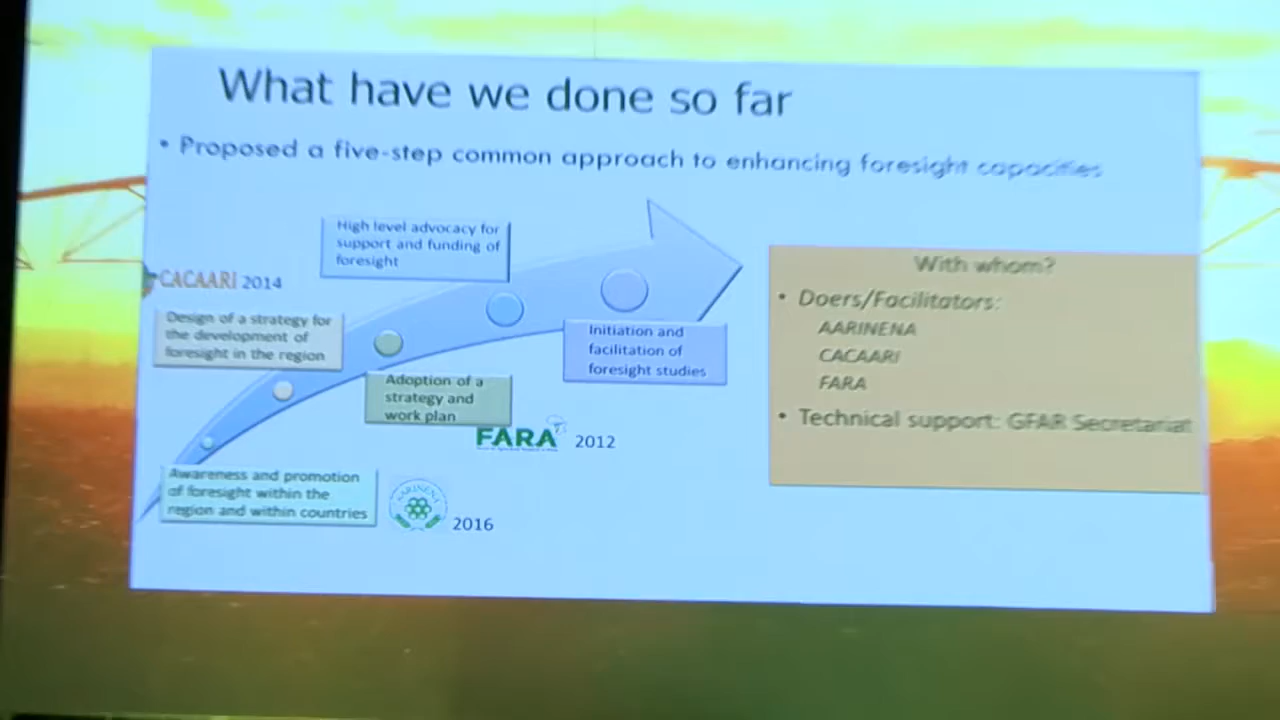 What have we done so far
• Proposed a five-step common approach to enhancing foresight capacities
High level advocacy for
support and funding of
foresight
CACAARI 2014
Design of a strategy for
the development of
foresight in the region
Initiation and
facilitation of
foresight studies
Adoption of a
strategy and
work plan
FARA 2012
Awareness and promotion
of foresight within the
region and within countries
AARINENA
2016
With whom?
• Doers/Facilitators:
AARINENA
CACAARI
FARA
• Technical support: GFAR Secretariat